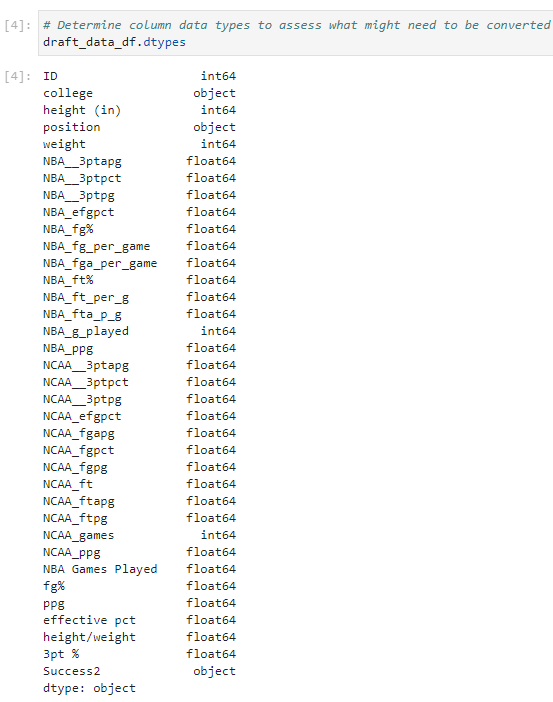 [4]: # Determine column data types to assess what might need to be converted
draft_data_df.dtypes
[4]: ID int64
college object
height (in) int64
position object
weight int64
NBA__3ptapg float64
NBA__3ptpct float64
NBA__3ptpg float64
NBA_efgpct float64
NBA_fg% float64
NBA_fg_per_game float64
NBA_fga_per_game float64
NBA_ft% float64
NBA_ft_per_g float64
NBA_fta_p_g float64
NBA_g_played int64
NBA_ppg float64
NCAA__3ptapg float64
NCAA__3ptpct float64
NCAA__3ptpg float64
NCAA_efgpct float64
NCAA_fgapg float64
NCAA_fgpct float64
NCAA_fgpg float64
NCAA_ft float64
NCAA_ftapg float64
NCAA_ftpg float64
NCAA_games int64
NCAA_ppg float64
NBA Games Played float64
fg% float64
ppg float64
effective pct float64
height/weight float64
3pt % float64
Success2 object
dtype: object